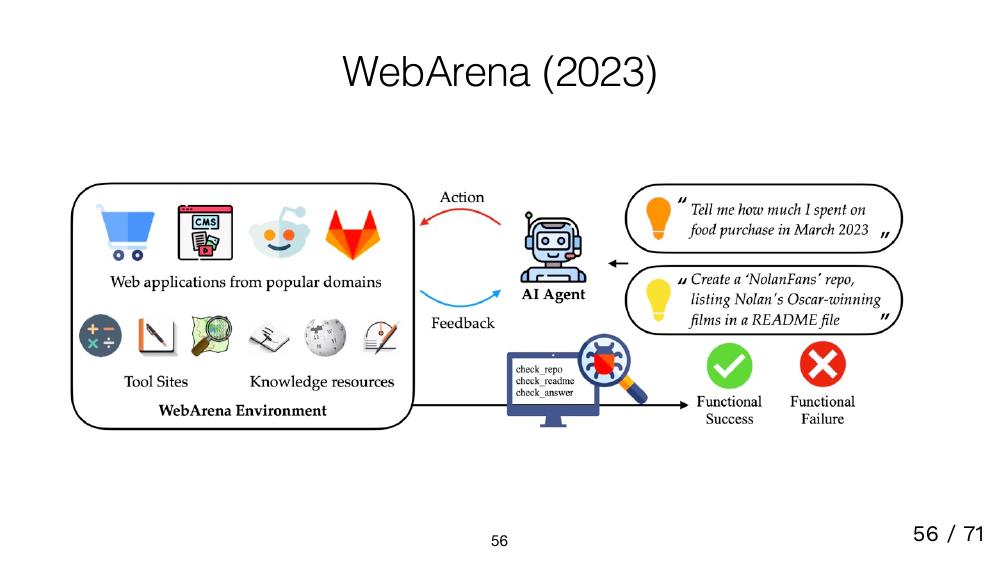 WebArena (2023)
CMS
Web applications from popular domains
Tool Sites
Knowledge resources
WebArena Environment
Action
Feedback
AI Agent
“ Tell me how much I spent on
food purchase in March 2023 ”
“ Create a ‘NolanFans’ repo,
listing Nolan's Oscar-winning
films in a README file ”
check_repo
check_readme
check_answer
Functional
Success
Functional
Failure
56
56 / 71